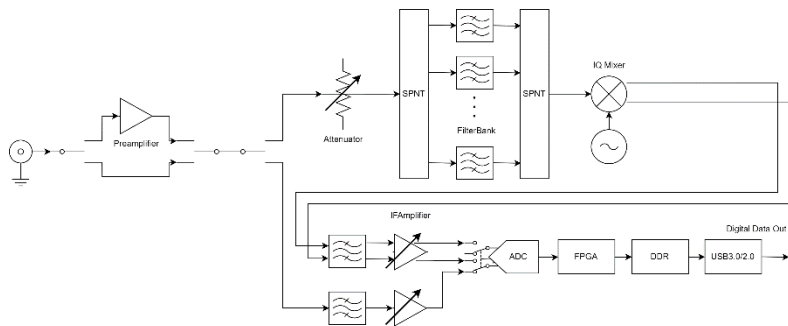 IQ Mixer
SPNT
SPNT
Preamplifier
Attenuator
FilterBank
IFAmplifier
Digital Data Out
ADC
FPGA
DDR
USB3.0/2.0